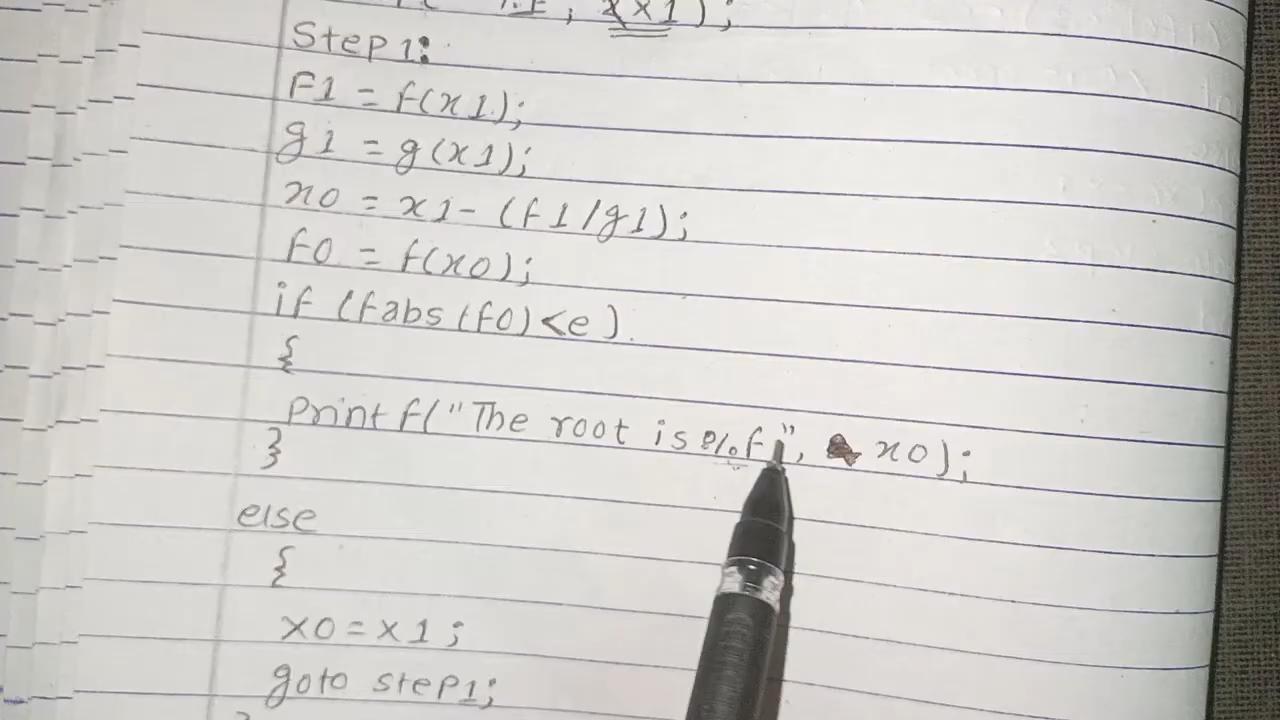 &x1);
Step1:
F1 = f(x1);
g1 = g(x1);
x0 = x1 - (f1/g1);
f0 = f(x0);
if (fabs(f0)<e)
{
printf("The root is %f", x0);
}
else
{
x0 = x1;
goto step1;